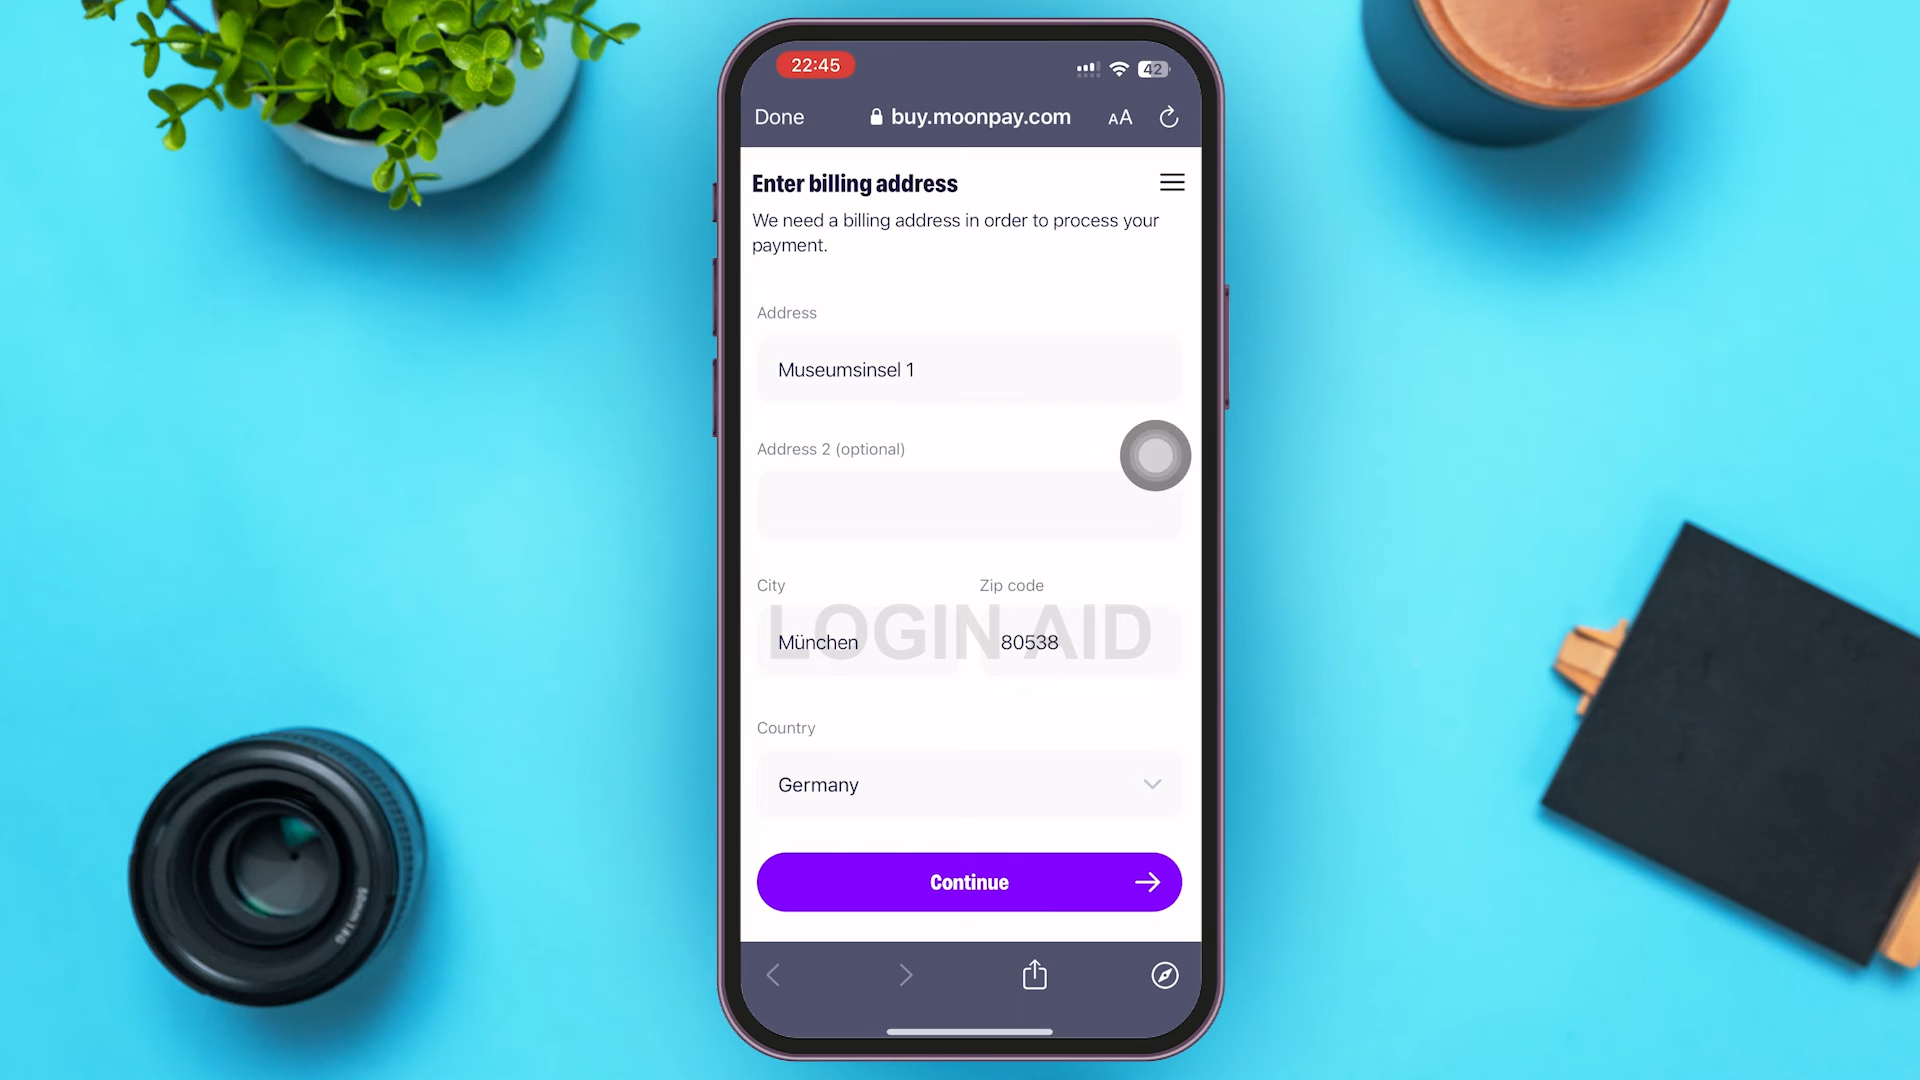 22:45
42
Done
buy.moonpay.com
AA
Enter billing address
We need a billing address in order to process your
payment.
Address
Museumsinsel 1
Address 2 (optional)
City
Zip code
LOGIN AID
München
80538
Country
Germany
Continue